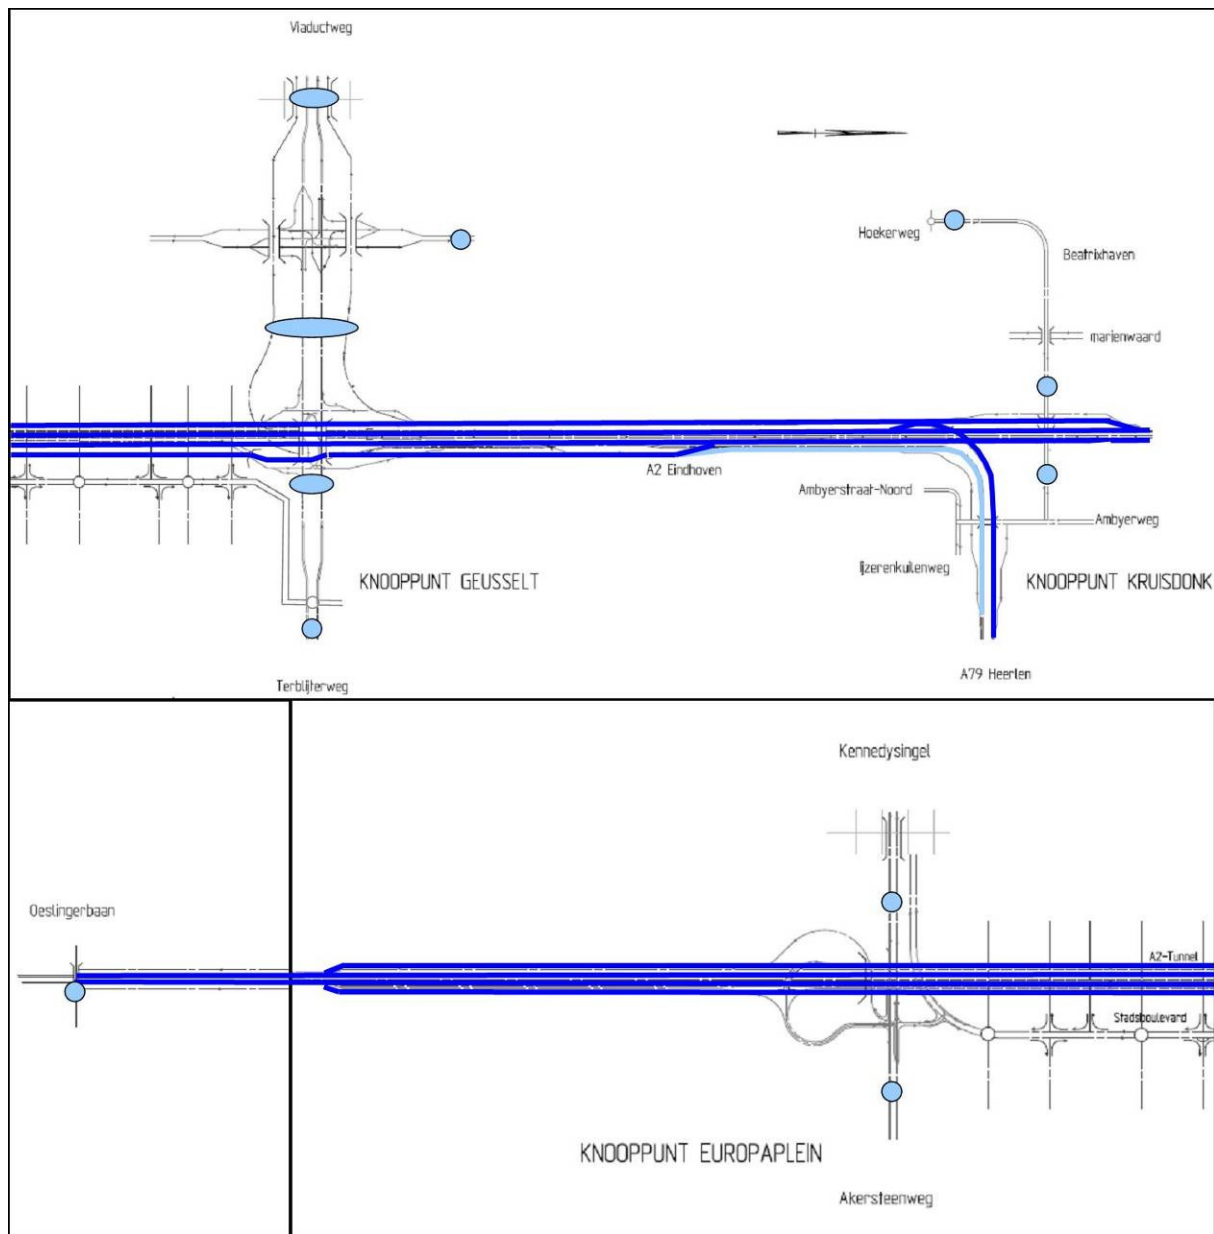 Viaductweg
Hoekerweg
Beatrixhaven
marienwaard
A2 Eindhoven
Ambyerstraat-Noord
Ambyerweg
Ijzerenkuilenweg
KNOOPPUNT GEUSSELT
KNOOPPUNT KRUISDONK
A79 Heerlen
Terblijterweg
Kennedysingel
Oeslingerbaan
A2-Tunnel
Stadsboulevard
KNOOPPUNT EUROPAPLEIN
Akersteenweg